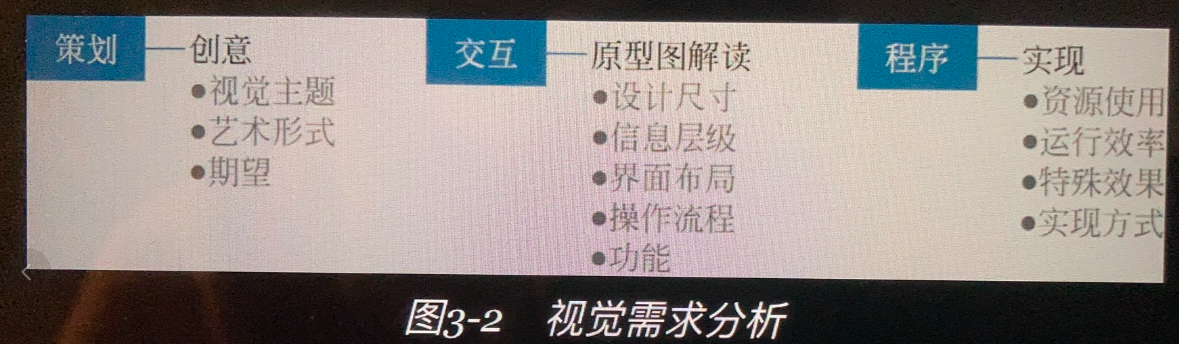 策划 创意
●视觉主题
●艺术形式
●期望
交互 原型图解读
●设计尺寸
●信息层级
●界面布局
●操作流程
●功能
程序 实现
●资源使用
●运行效率
●特殊效果
●实现方式
图3-2 视觉需求分析